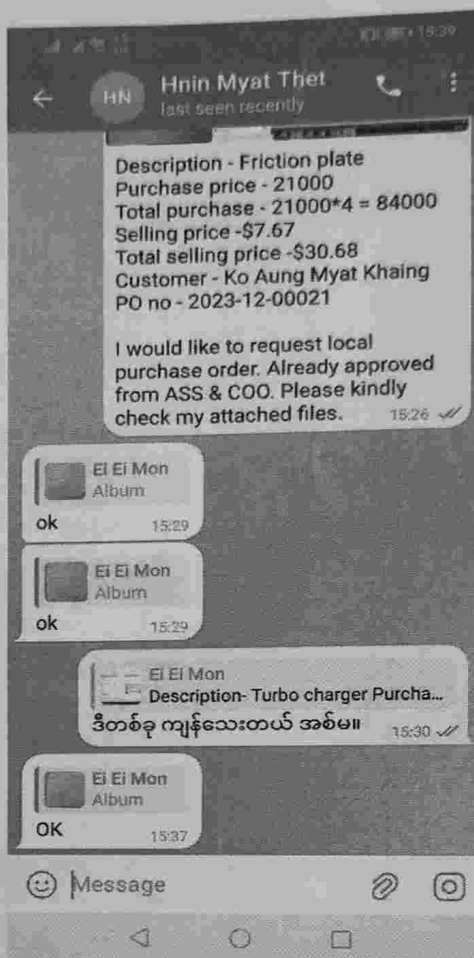 15:39
HN
Hnin Myat Thet
last seen recently
Description - Friction plate
Purchase price - 21000
Total purchase - 21000*4 = 84000
Selling price -$7.67
Total selling price -$30.68
Customer - Ko Aung Myat Khaing
PO no - 2023-12-00021
I would like to request local
purchase order. Already approved
from ASS & COO. Please kindly
check my attached files.
15:26
Ei Ei Mon
Album
ok
15:29
Ei Ei Mon
Album
ok
15:29
Ei Ei Mon
Description- Turbo charger Purcha...
ဒီတစ်ခု ကျန်သေးတယ် အစ်မ။
15:30
Ei Ei Mon
Album
OK
15:37
Message